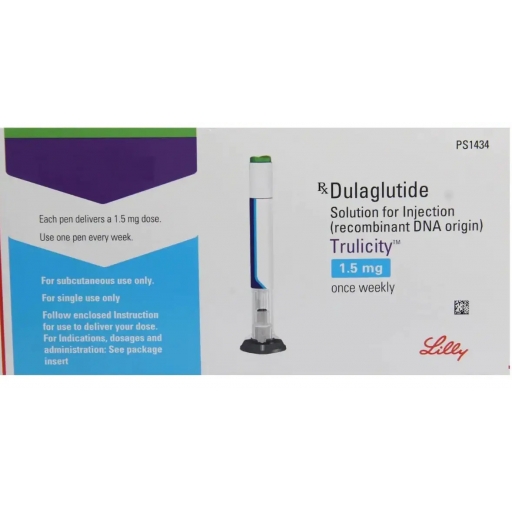 Each pen delivers a 1.5 mg dose.
Use one pen every week.
For subcutaneous use only.
For single use only
Follow enclosed Instruction
for use to deliver your dose.
For Indications, dosages and
administration: See package
insert
PS1434
Rx Dulaglutide
Solution for Injection
(recombinant DNA origin)
Trulicity™
1.5 mg
once weekly
Lilly